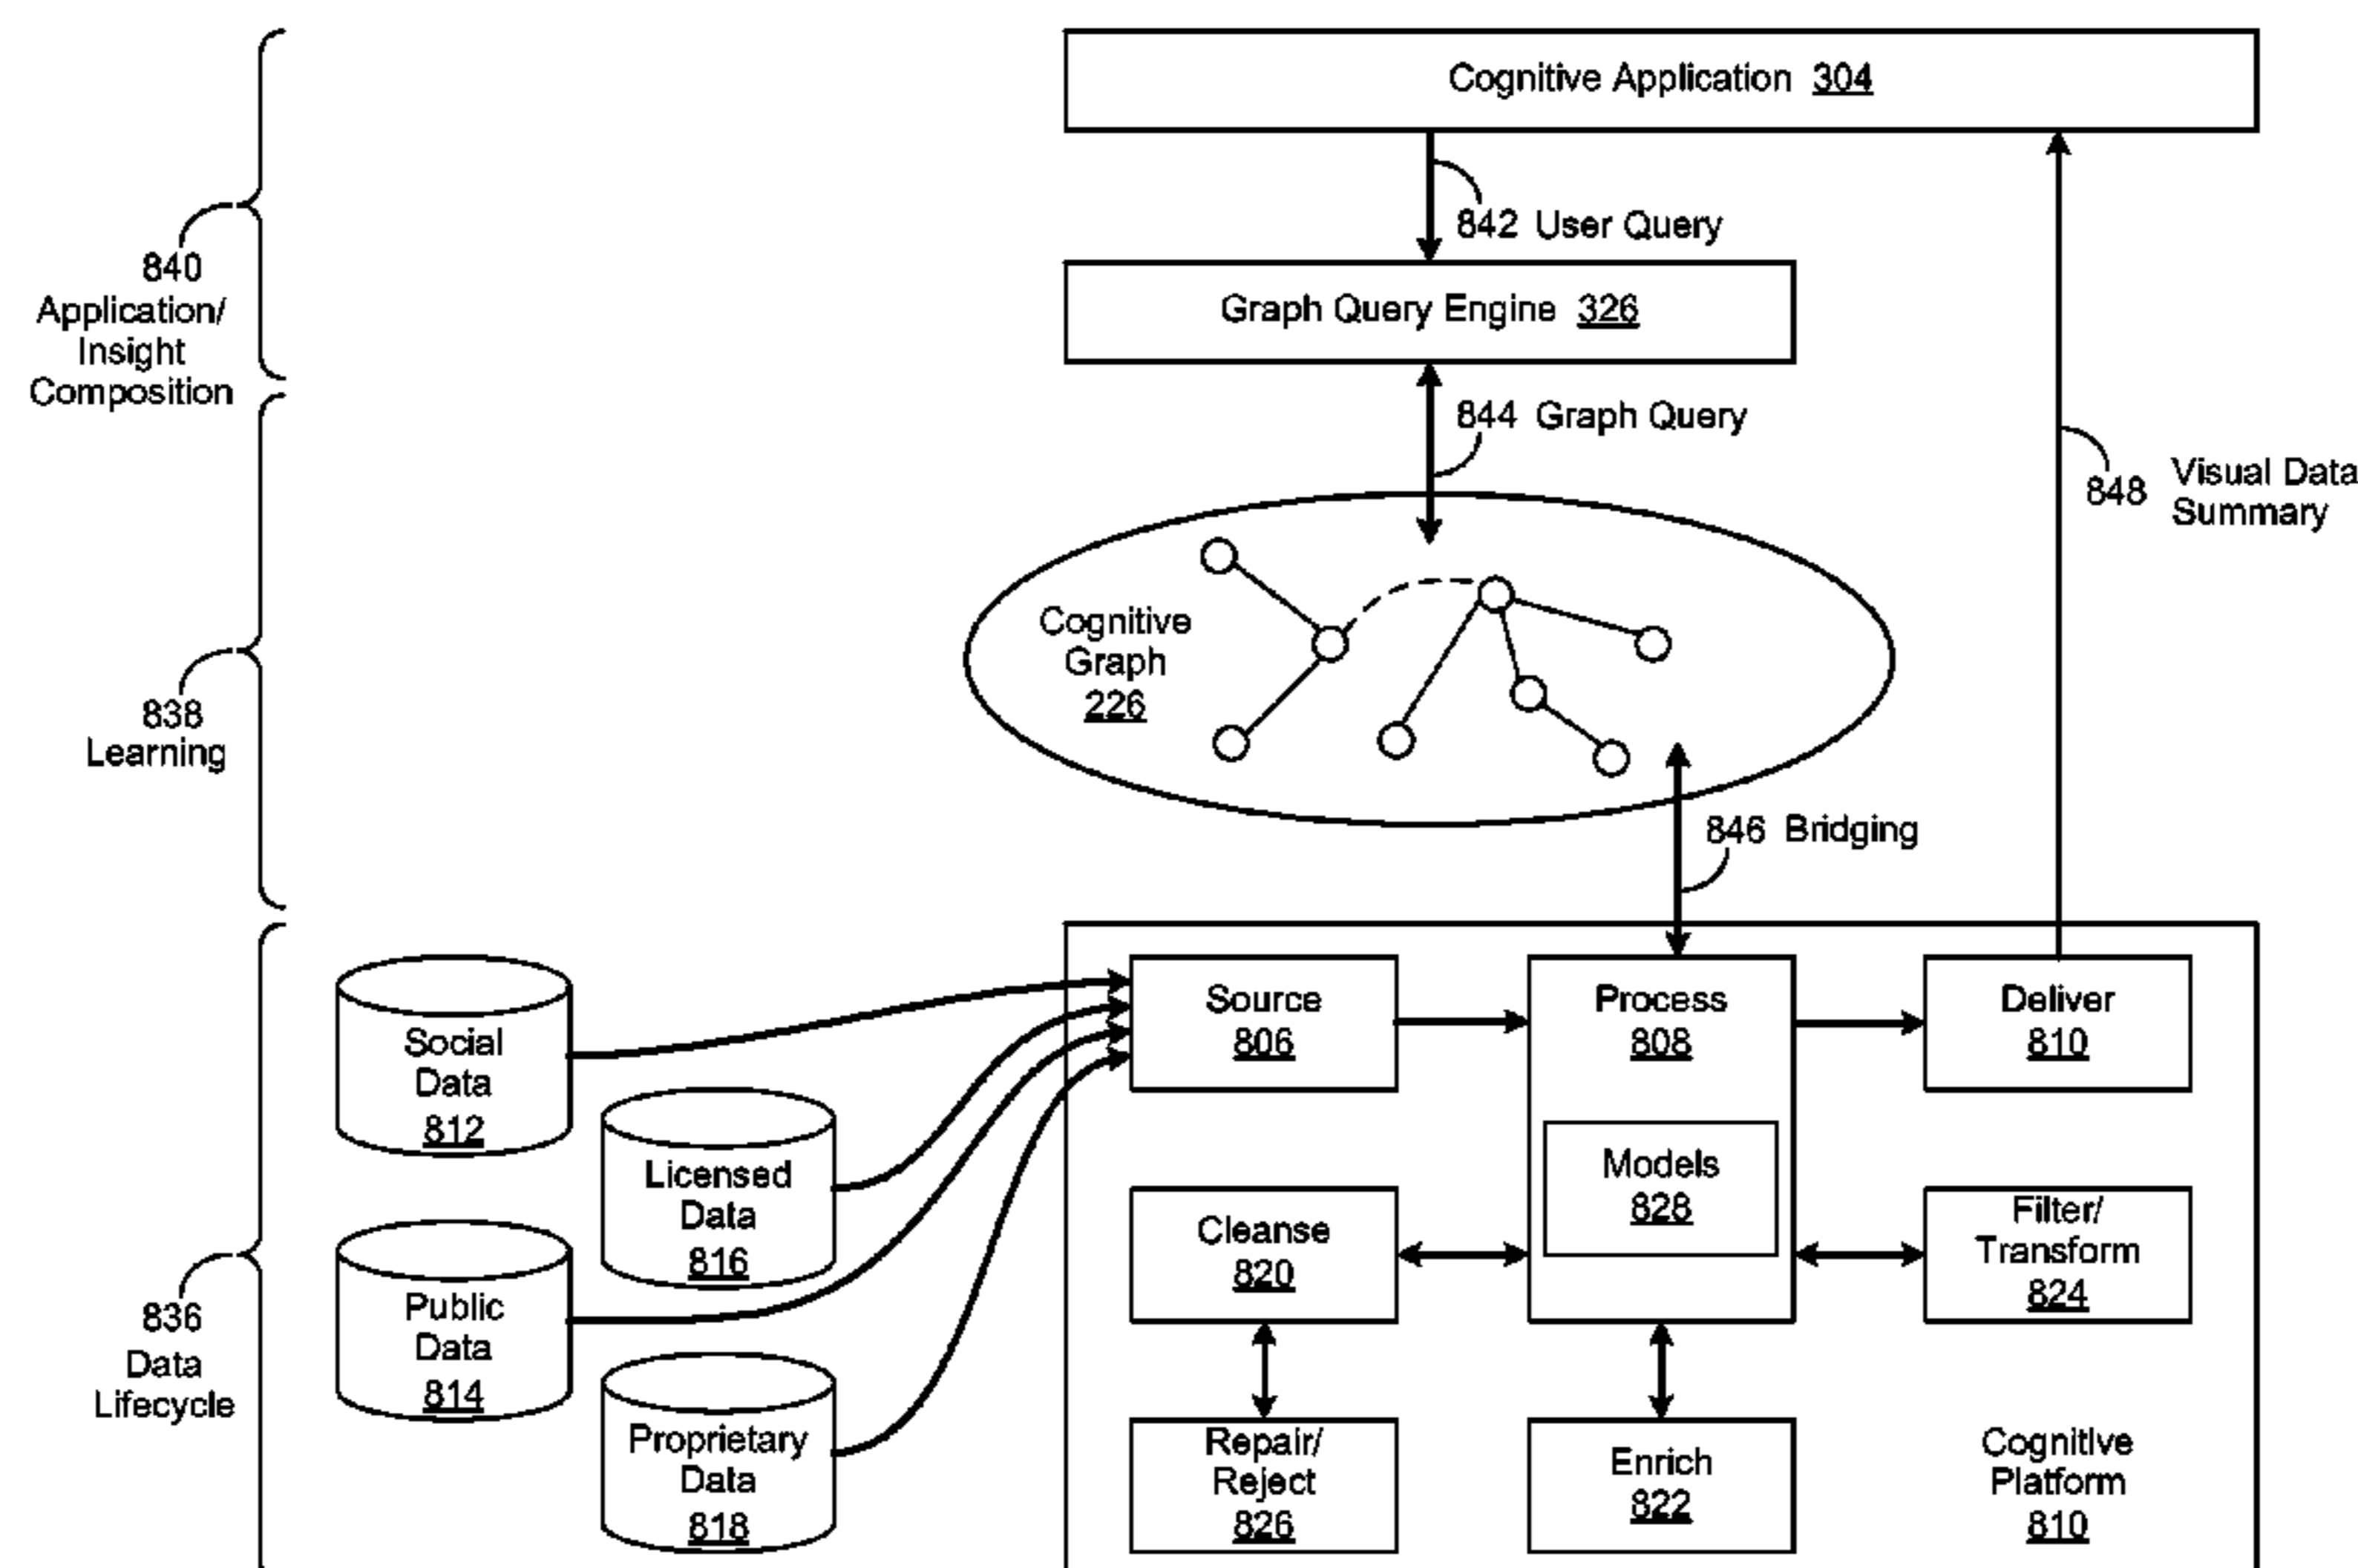 Cognitive Application 304
842 User Query
840
Application/
Insight
Composition
Graph Query Engine 326
844 Graph Query
848 Visual Data
Summary
Cognitive
Graph
226
838
Learning
846 Bridging
Social
Data
812
Licensed
Data
816
Public
Data
814
Proprietary
Data
818
836
Data
Lifecycle
Source
806
Process
808
Deliver
810
Models
828
Cleanse
820
Filter/
Transform
824
Repair/
Reject
826
Enrich
822
Cognitive
Platform
810